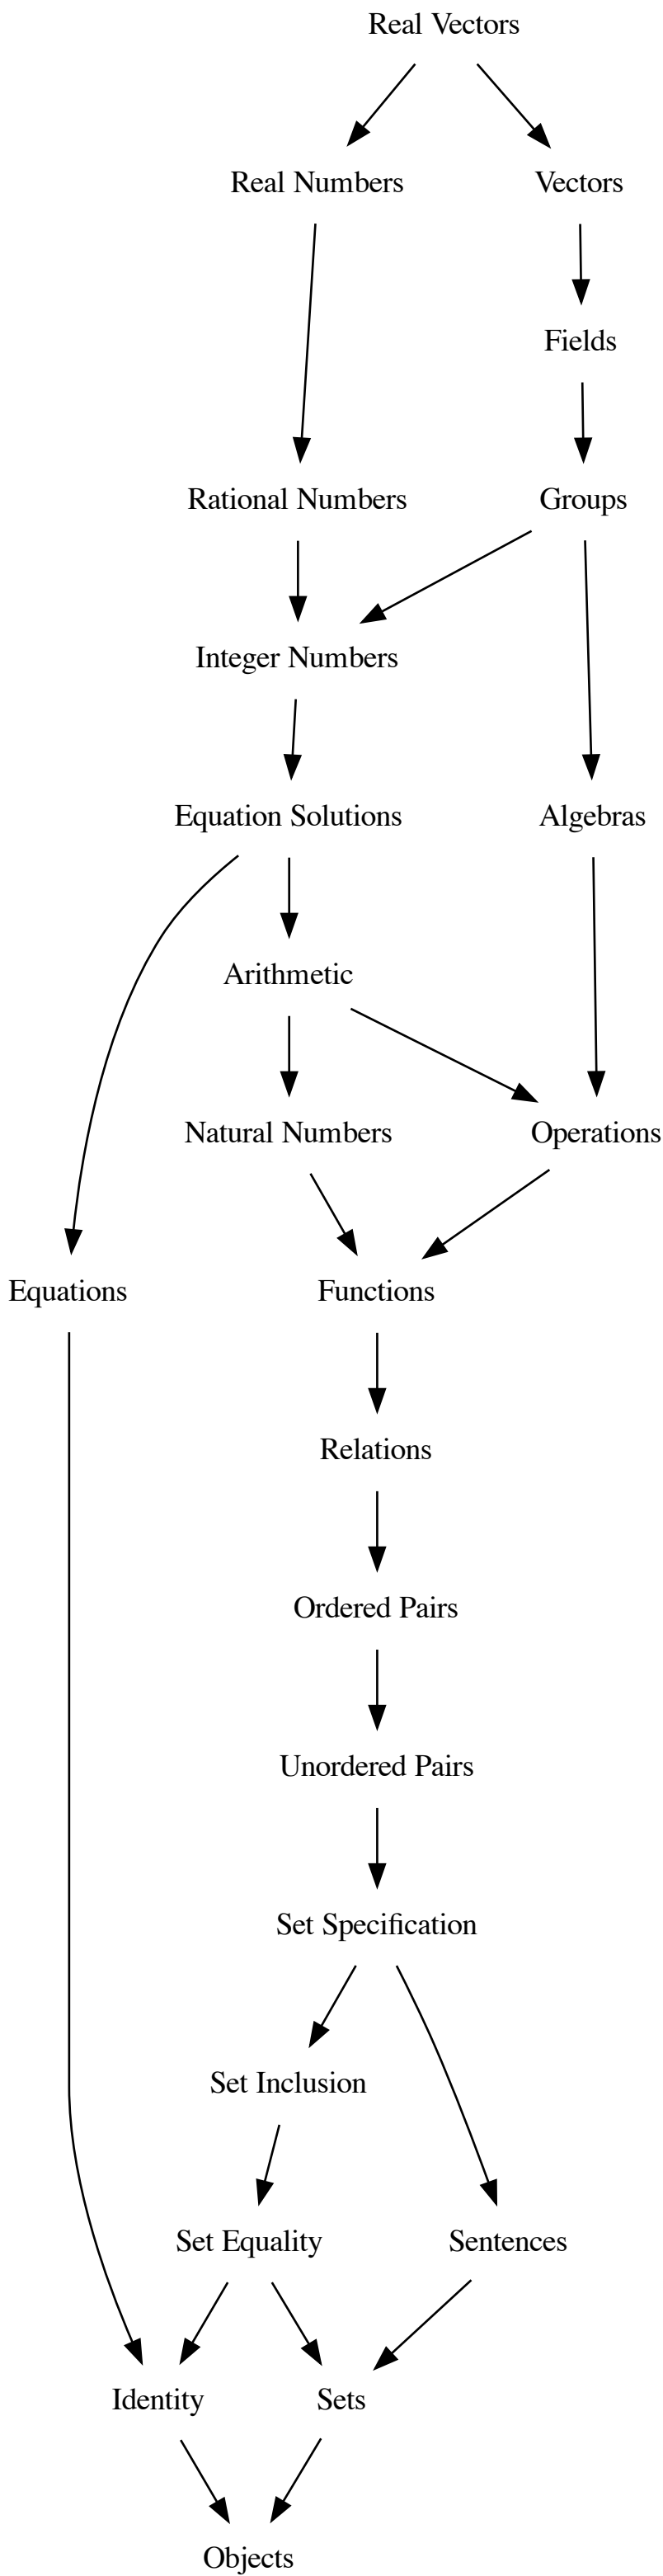 Real Vectors
Real Numbers
Vectors
Fields
Rational Numbers
Groups
Integer Numbers
Equation Solutions
Algebras
Arithmetic
Natural Numbers
Operations
Equations
Functions
Relations
Ordered Pairs
Unordered Pairs
Set Specification
Set Inclusion
Set Equality
Sentences
Identity
Sets
Objects